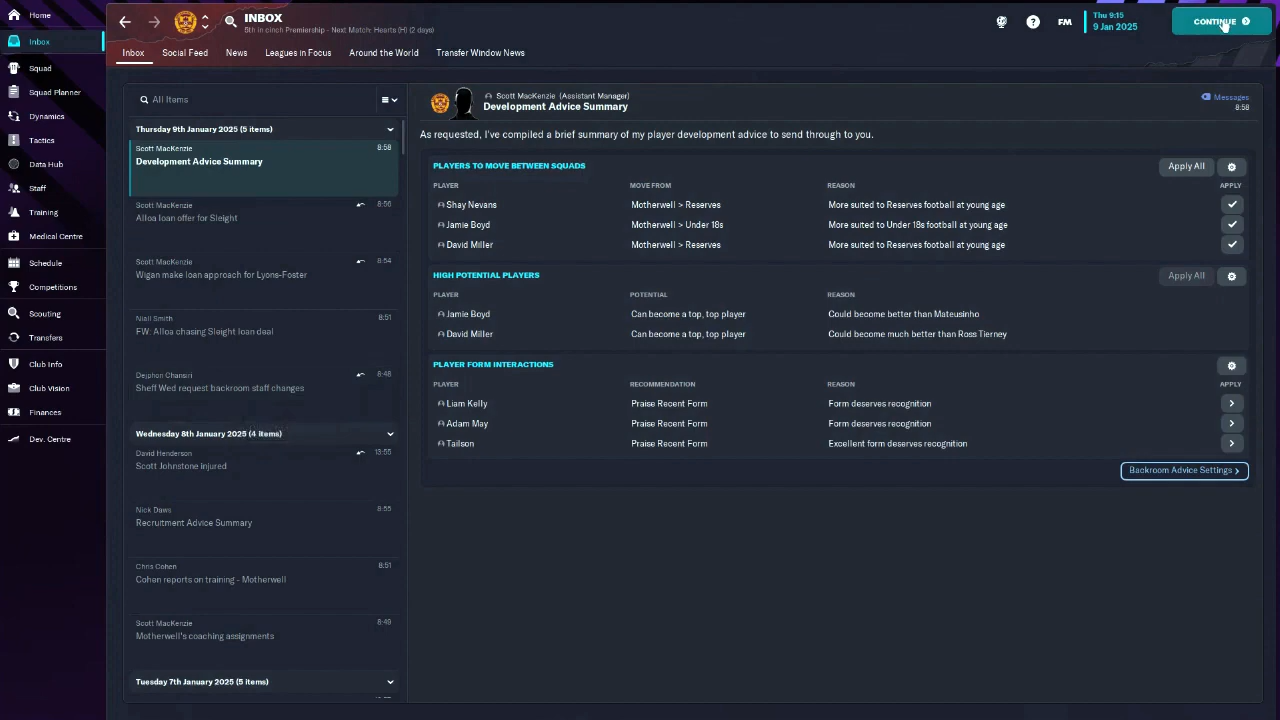 Home
Inbox
Squad
Squad Planner
Dynamics
Tactics
Data Hub
Staff
Training
Medical Centre
Schedule
Competitions
Scouting
Transfers
Club Info
Club Vision
Finances
Dev. Centre
INBOX
5th in cinch Premiership - Next Match: Hearts (H) (2 days)
FM
Thu 9:15
9 Jan 2025
CONTINUE
Inbox Social Feed News Leagues in Focus Around the World Transfer Window News
All Items
Thursday 9th January 2025 (5 items)
Scott MacKenzie 8:58
Development Advice Summary
Scott MacKenzie 8:56
Alloa loan offer for Sleight
Scott MacKenzie 8:54
Wigan make loan approach for Lyons-Foster
Niall Smith 8:51
FW: Alloa chasing Sleight loan deal
Dejphon Chansiri 8:48
Sheff Wed request backroom staff changes
Wednesday 8th January 2025 (4 items)
David Henderson 13:55
Scott Johnstone injured
Nick Daws 8:55
Recruitment Advice Summary
Chris Cohen 8:51
Cohen reports on training - Motherwell
Scott MacKenzie 8:49
Motherwell's coaching assignments
Tuesday 7th January 2025 (5 items)
Scott MacKenzie (Assistant Manager)
Development Advice Summary
Messages
8:58
As requested, I've compiled a brief summary of my player development advice to send through to you.
PLAYERS TO MOVE BETWEEN SQUADS Apply All
PLAYER MOVE FROM REASON APPLY
Shay Nevans Motherwell > Reserves More suited to Reserves football at young age
Jamie Boyd Motherwell > Under 18s More suited to Under 18s football at young age
David Miller Motherwell > Reserves More suited to Reserves football at young age
HIGH POTENTIAL PLAYERS Apply All
PLAYER POTENTIAL REASON
Jamie Boyd Can become a top, top player Could become better than Mateusinho
David Miller Can become a top, top player Could become much better than Ross Tierney
PLAYER FORM INTERACTIONS
PLAYER RECOMMENDATION REASON APPLY
Liam Kelly Praise Recent Form Form deserves recognition
Adam May Praise Recent Form Form deserves recognition
Tailson Praise Recent Form Excellent form deserves recognition
Backroom Advice Settings >